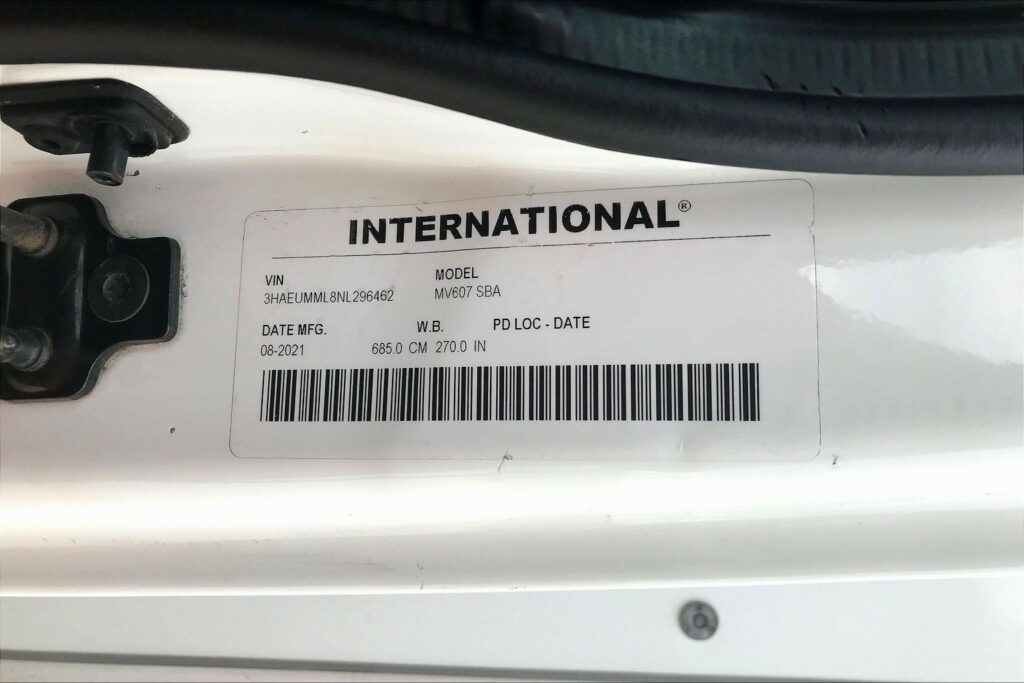 INTERNATIONAL®
VIN MODEL
3HAEUMML8NL296462 MV607 SBA
DATE MFG. W.B. PD LOC - DATE
08-2021 685.0 CM 270.0 IN